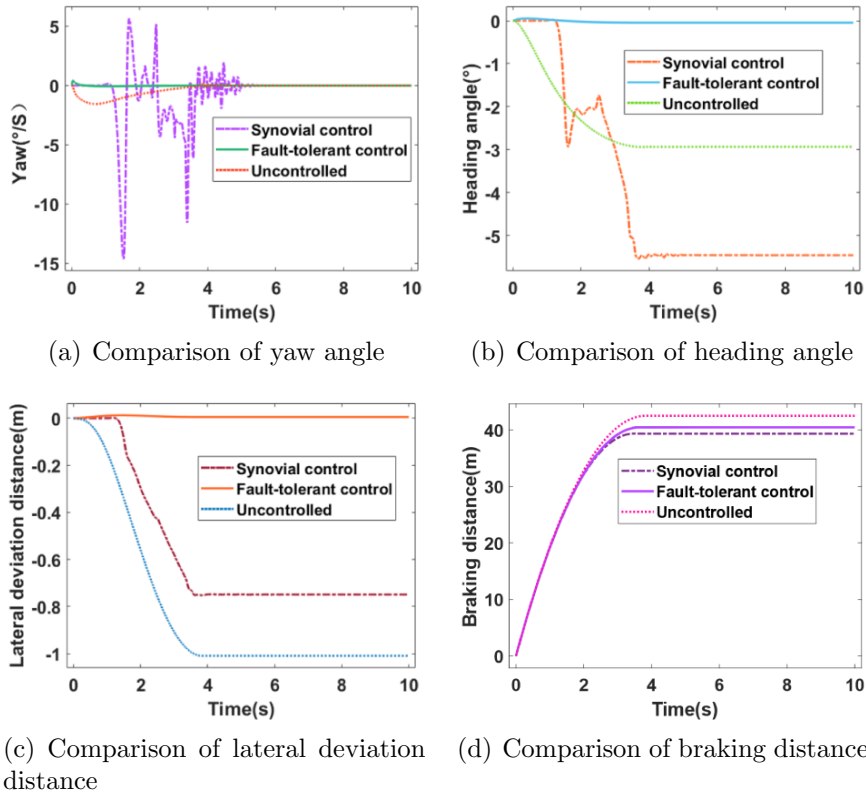 5
0
-5
-10
-15
Yaw(°/S)
Synovial control
Fault-tolerant control
Uncontrolled
0 2 4 6 8 10
Time(s)
(a) Comparison of yaw angle
0
-1
-2
-3
-4
-5
Heading angle(°)
Synovial control
Fault-tolerant control
Uncontrolled
0 2 4 6 8 10
Time(s)
(b) Comparison of heading angle
0
-0.2
-0.4
-0.6
-0.8
-1
Lateral deviation distance(m)
Synovial control
Fault-tolerant control
Uncontrolled
0 2 4 6 8 10
Time(s)
(c) Comparison of lateral deviation
distance
40
30
20
10
0
Braking distance(m)
Synovial control
Fault-tolerant control
Uncontrolled
0 2 4 6 8 10
Time(s)
(d) Comparison of braking distance